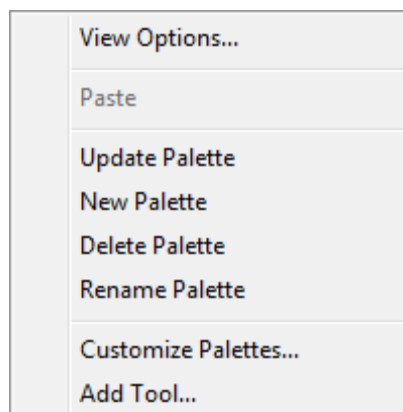 View Options...
Paste
Update Palette
New Palette
Delete Palette
Rename Palette
Customize Palettes...
Add Tool...